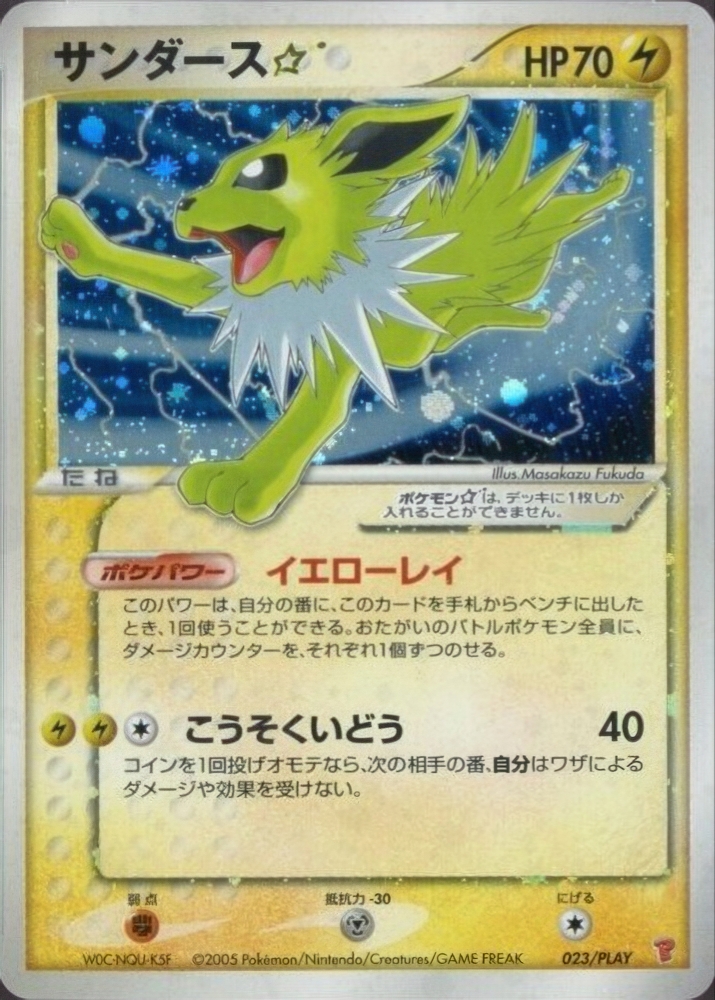 サンダース☆
HP70
たね
Illus. Masakazu Fukuda
ポケモン☆は、デッキに1枚しか
入れることができません。
ポケパワー イエローレイ
このパワーは、自分の番に、このカードを手札からベンチに出した
とき、1回使うことができる。おたがいのバトルポケモン全員に、
ダメージカウンターを、それぞれ1個ずつのせる。
こうそくいどう 40
コインを1回投げオモテなら、次の相手の番、自分はワザによる
ダメージや効果を受けない。
弱点 抵抗力 -30 にげる
W0C-NQU-K5F ©2005 Pokémon/Nintendo/Creatures/GAME FREAK 023/PLAY